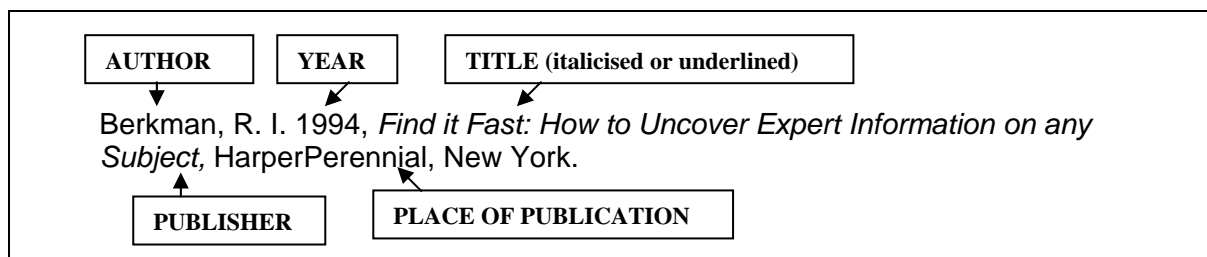 AUTHOR YEAR TITLE (italicised or underlined)
Berkman, R. I. 1994, Find it Fast: How to Uncover Expert Information on any
Subject, HarperPerennial, New York.
PUBLISHER PLACE OF PUBLICATION